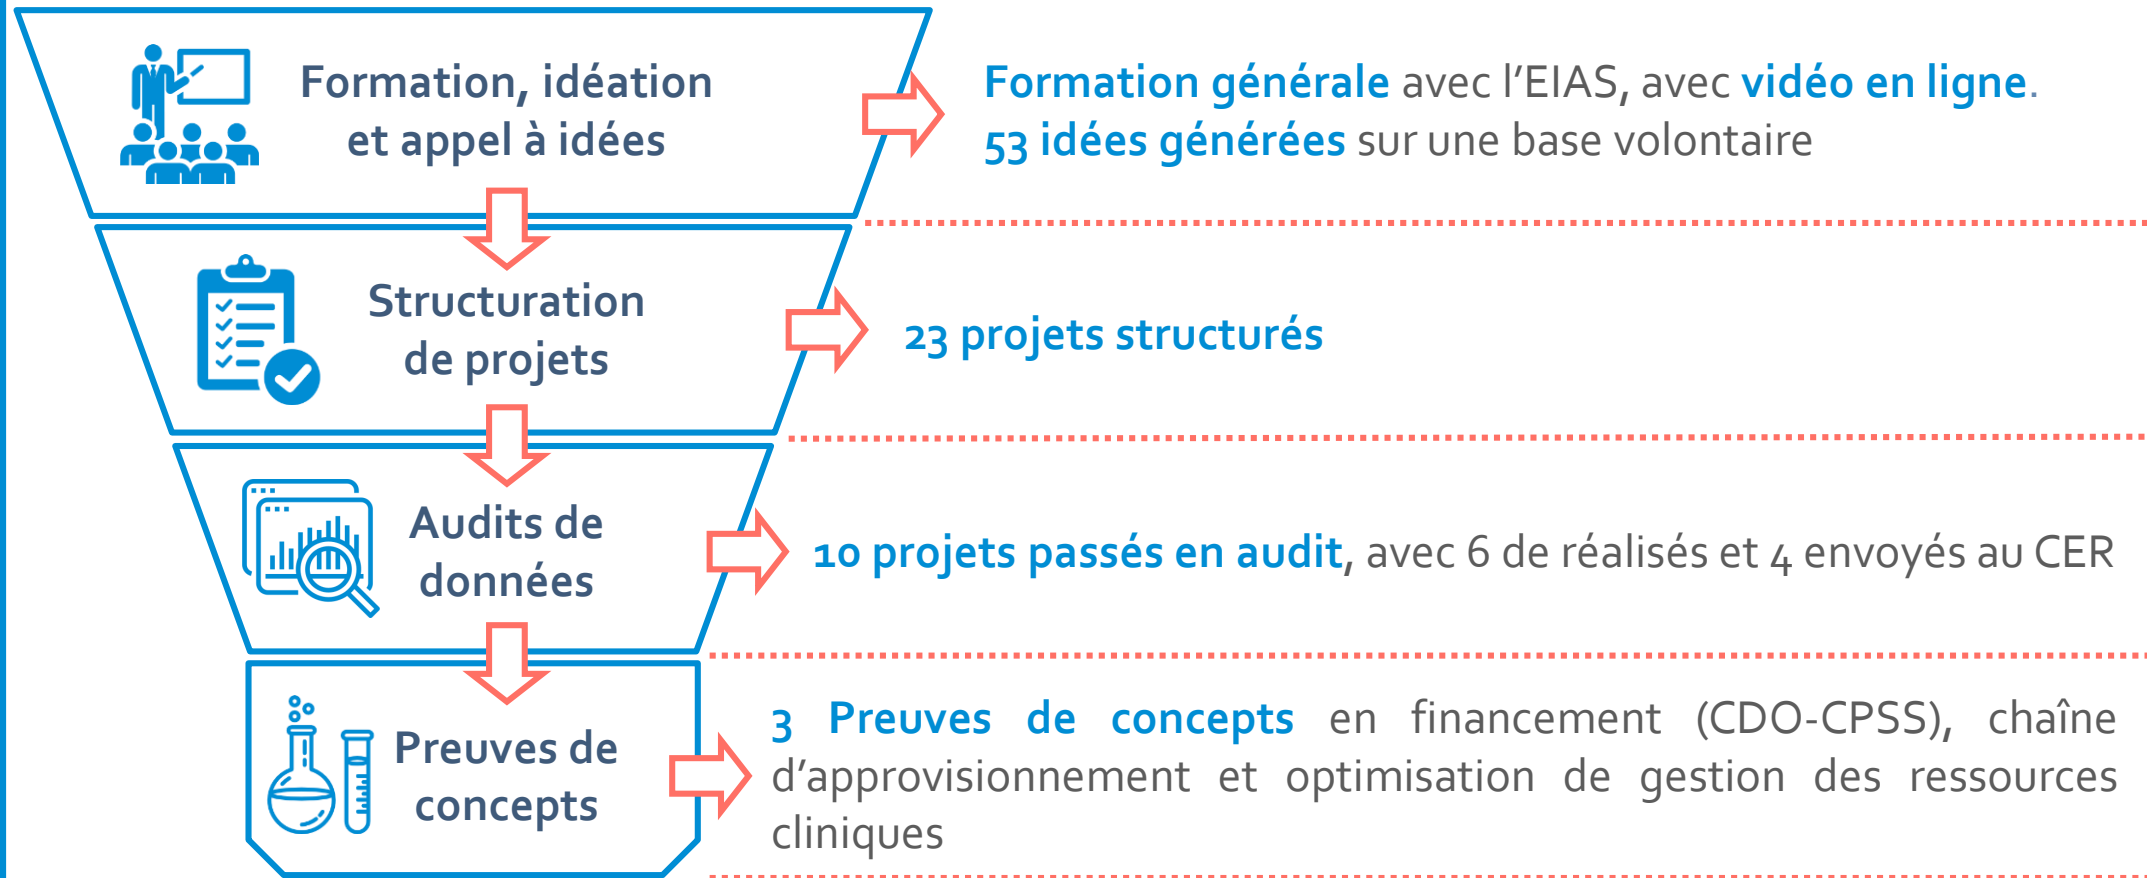 Formation, idéation
et appel à idées
Formation générale avec l’EIAS, avec vidéo en ligne.
53 idées générées sur une base volontaire
Structuration
de projets
23 projets structurés
Audits de
données
10 projets passés en audit, avec 6 de réalisés et 4 envoyés au CER
Preuves de
concepts
3 Preuves de concepts en financement (CDO-CPSS), chaîne
d’approvisionnement et optimisation de gestion des ressources
cliniques